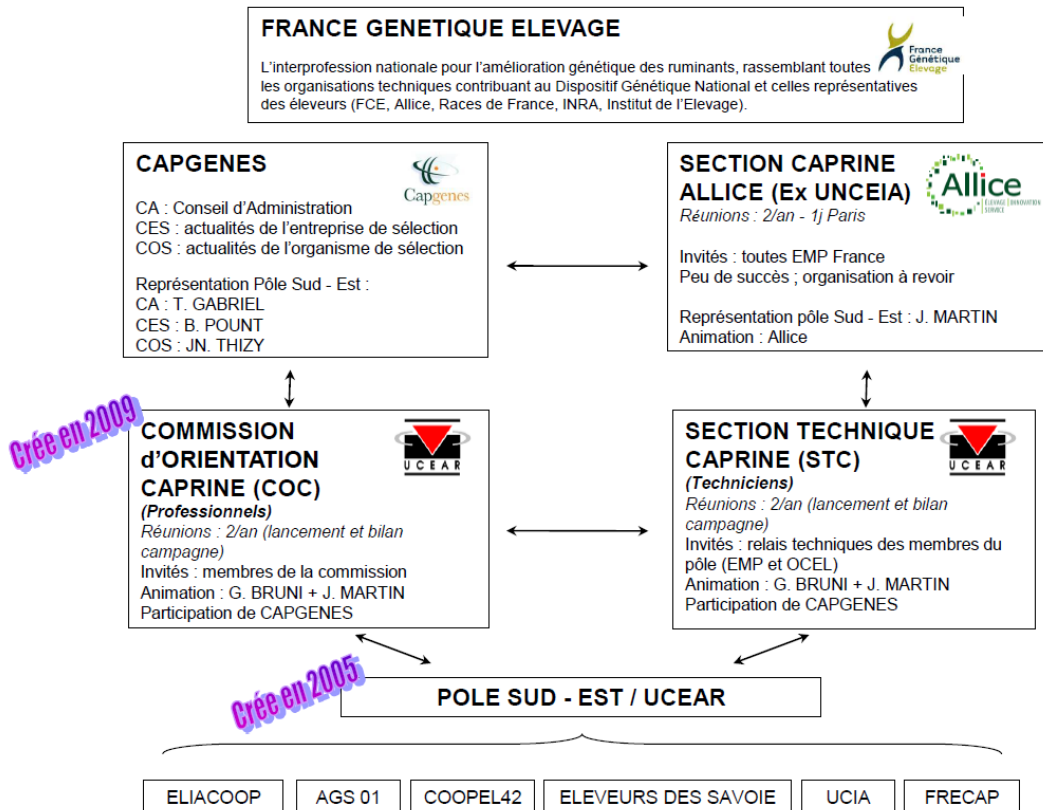 FRANCE GENETIQUE ELEVAGE
L'interprofession nationale pour l'amélioration génétique des ruminants, rassemblant toutes
les organisations techniques contribuant au Dispositif Génétique National et celles représentatives
des éleveurs (FCE, Allice, Races de France, INRA, Institut de l'Elevage).
France
Génétique
Elevage
CAPGENES
Capgenes
CA : Conseil d'Administration
CES : actualités de l'entreprise de sélection
COS : actualités de l'organisme de sélection
Représentation Pôle Sud - Est :
CA : T. GABRIEL
CES : B. POUNT
COS : JN. THIZY
SECTION CAPRINE
ALLICE (Ex UNCEIA)
Réunions : 2/an - 1j Paris
Allice
ELEVAGE INNOVATION
SERVICE
Invités : toutes EMP France
Peu de succès ; organisation à revoir
Représentation pôle Sud - Est : J. MARTIN
Animation : Allice
Crée en 2009
COMMISSION
d'ORIENTATION
CAPRINE (COC)
(Professionnels)
UCEAR
Réunions : 2/an (lancement et bilan
campagne)
Invités : membres de la commission
Animation : G. BRUNI + J. MARTIN
Participation de CAPGENES
SECTION TECHNIQUE
CAPRINE (STC)
(Techniciens)
UCEAR
Réunions : 2/an (lancement et bilan
campagne)
Invités : relais techniques des membres du
pôle (EMP et OCEL)
Animation : G. BRUNI + J. MARTIN
Participation de CAPGENES
Crée en 2005
POLE SUD - EST / UCEAR
ELIACOOP
AGS 01
COOPEL42
ELEVEURS DES SAVOIE
UCIA
FRECAP